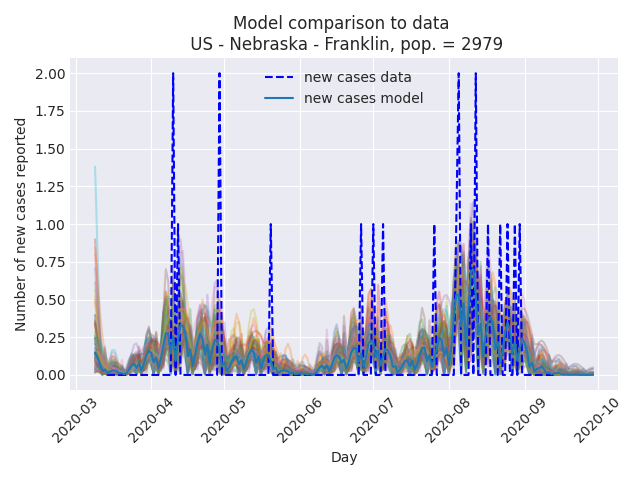 Model comparison to data
US - Nebraska - Franklin, pop. = 2979
new cases data
new cases model
Number of new cases reported
2.00
1.75
1.50
1.25
1.00
0.75
0.50
0.25
0.00
2020-03
2020-04
2020-05
2020-06
2020-07
2020-08
2020-09
2020-10
Day